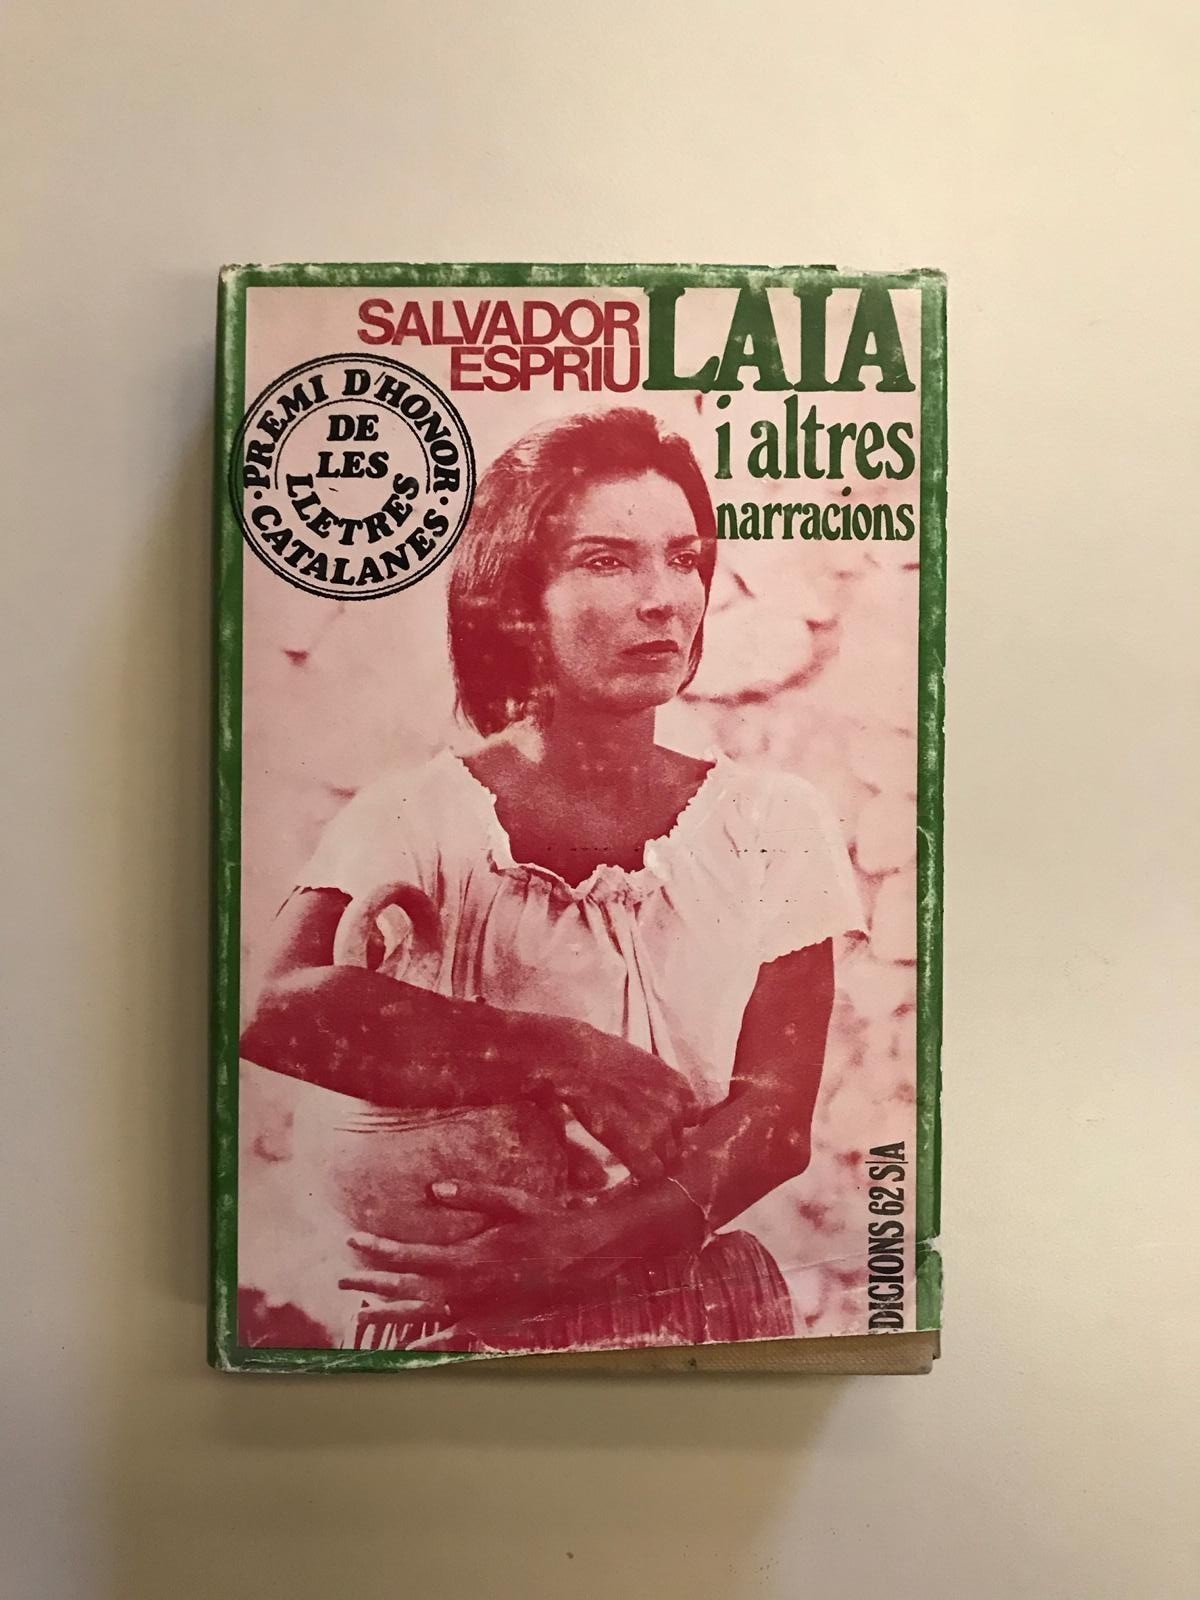 SALVADOR
ESPRIU
LAIA
i altres
narracions
PREMI D'HONOR
DE
LES
LLETRES
· CATALANES ·
DICIONS 62 S|A